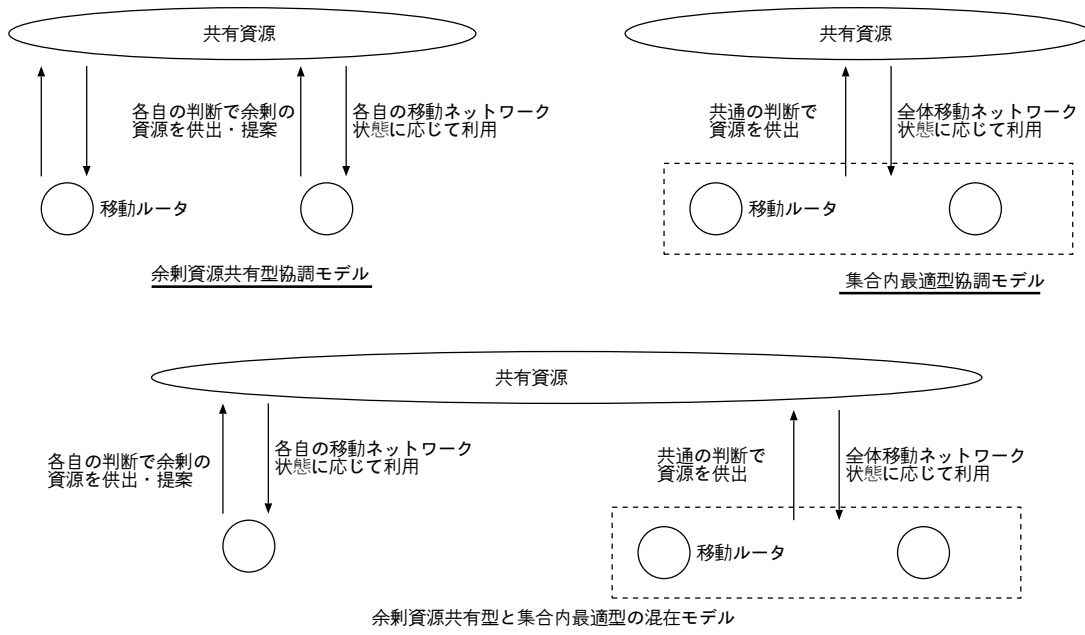 共有資源
各自の判断で余剰の
資源を供出・提案
各自の移動ネットワーク
状態に応じて利用
移動ルータ
余剰資源共有型協調モデル
共有資源
共通の判断で
資源を供出
全体移動ネットワーク
状態に応じて利用
移動ルータ
集合内最適型協調モデル
共有資源
各自の判断で余剰の
資源を供出・提案
各自の移動ネットワーク
状態に応じて利用
共通の判断で
資源を供出
全体移動ネットワーク
状態に応じて利用
移動ルータ
余剰資源共有型と集合内最適型の混在モデル